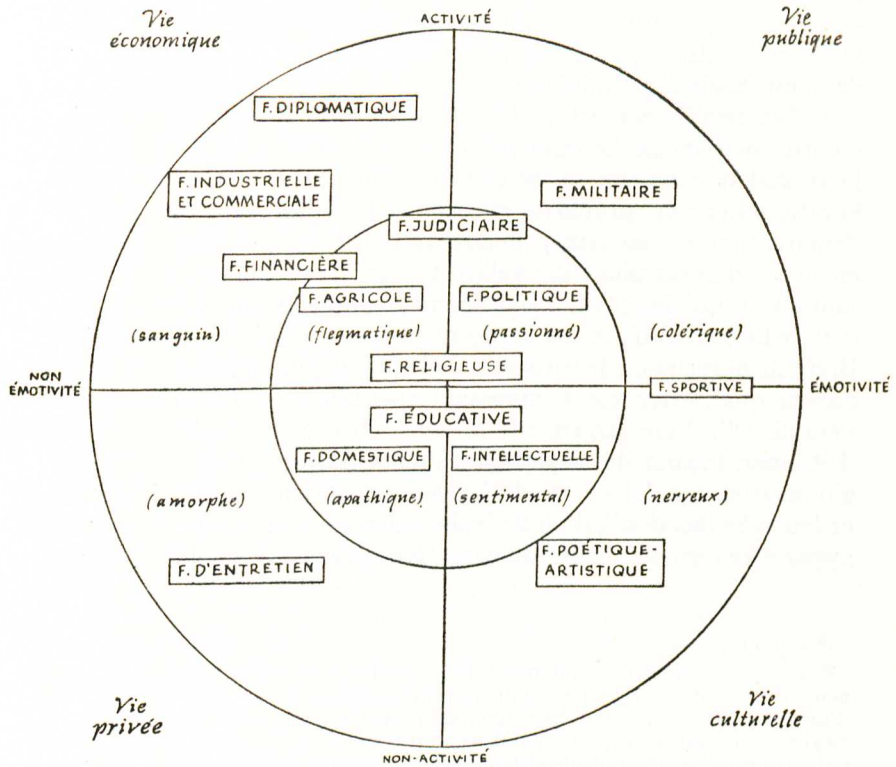 Vie
économique
ACTIVITÉ
Vie
publique
F. DIPLOMATIQUE
F. INDUSTRIELLE
ET COMMERCIALE
F. MILITAIRE
F. JUDICIAIRE
F. FINANCIÈRE
F. AGRICOLE
F. POLITIQUE
(sanguin)
(flegmatique)
(passionné)
(colérique)
F. RELIGIEUSE
NON
ÉMOTIVITÉ
F. SPORTIVE
ÉMOTIVITÉ
F. ÉDUCATIVE
F. DOMESTIQUE
F. INTELLECTUELLE
(amorphe)
(apathique)
(sentimental)
(nerveux)
F. D'ENTRETIEN
F. POÉTIQUE-
ARTISTIQUE
Vie
privée
Vie
culturelle
NON-ACTIVITÉ